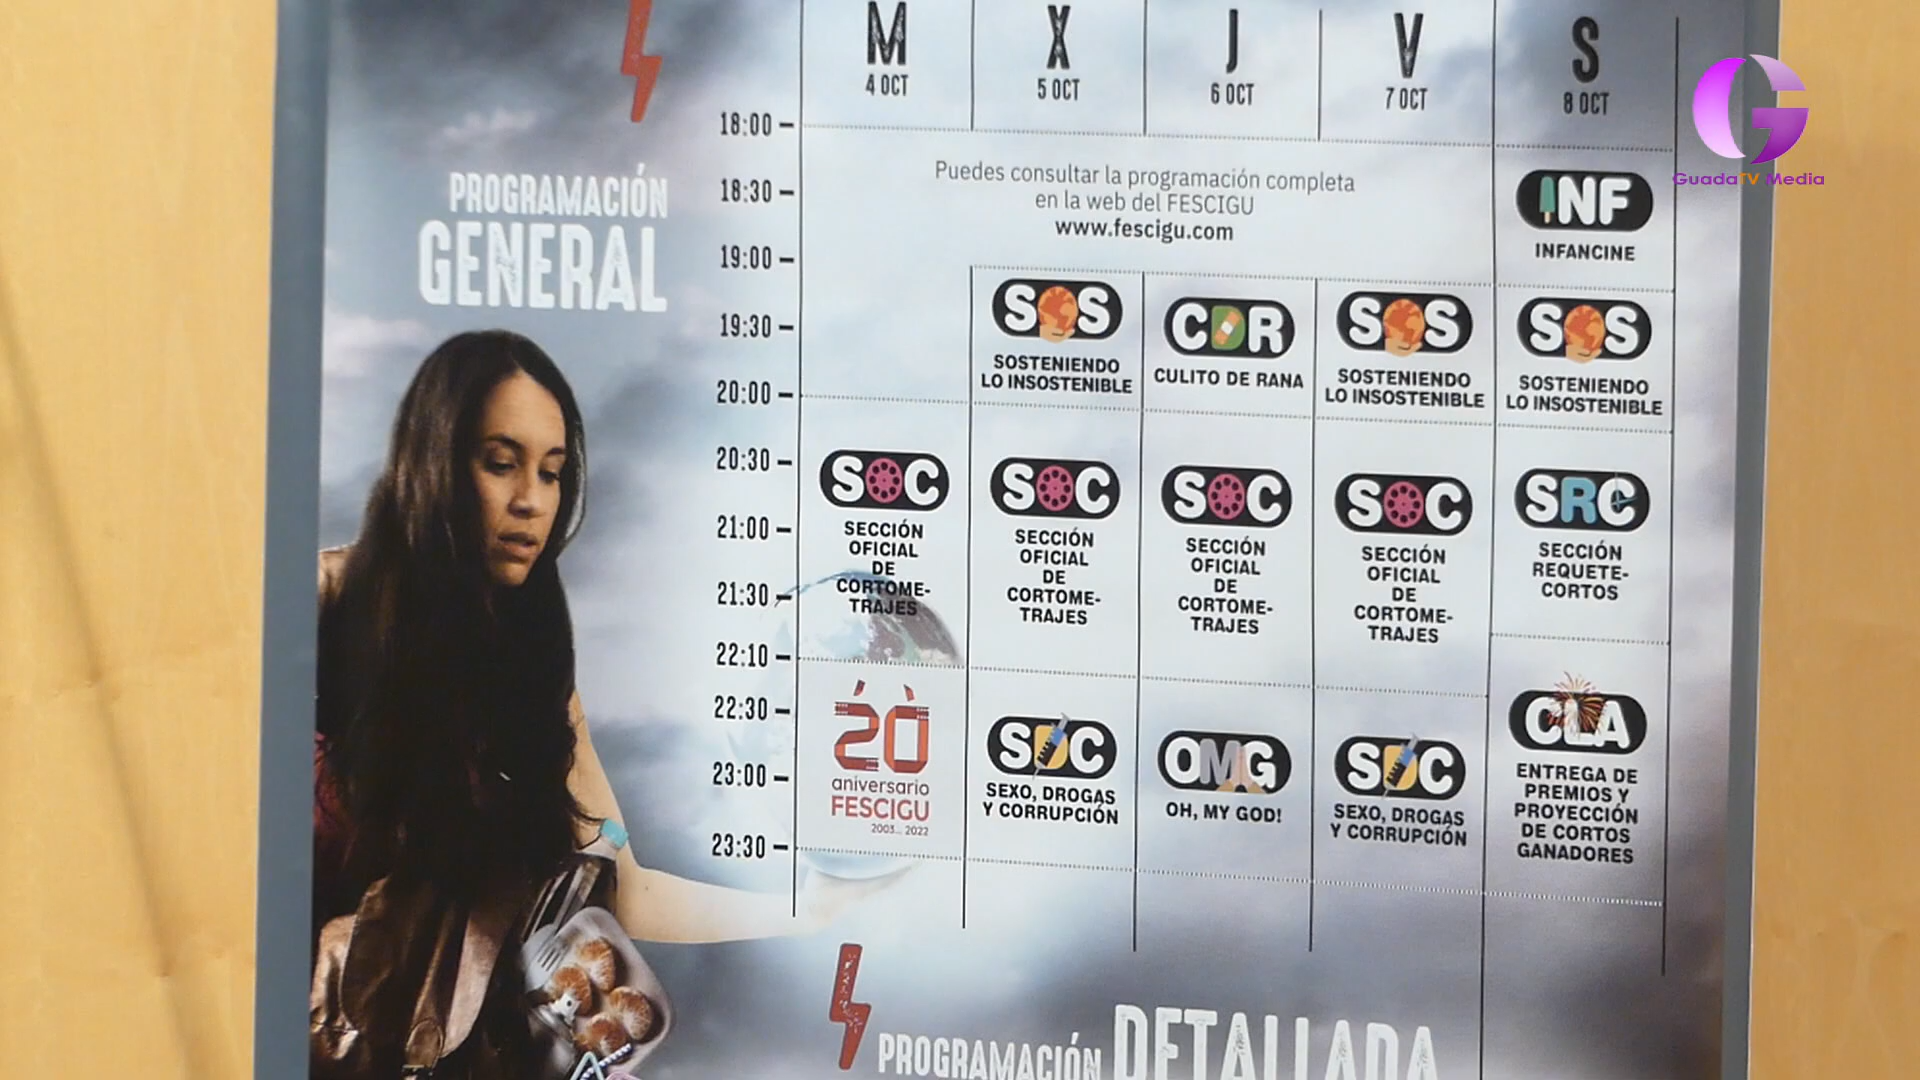 M
X
J
V
S
4 OCT
5 OCT
6 OCT
7 OCT
8 OCT
GuadaTV Media
PROGRAMACIÓN
GENERAL
18:00
18:30
19:00
19:30
20:00
20:30
21:00
21:30
22:10
22:30
23:00
23:30
Puedes consultar la programación completa
en la web del FESCIGU
www.fescigu.com
INF
INFANCINE
SOS
SOSTENIENDO
LO INSOSTENIBLE
CDR
CULITO DE RANA
SOS
SOSTENIENDO
LO INSOSTENIBLE
SOS
SOSTENIENDO
LO INSOSTENIBLE
SOC
SECCIÓN
OFICIAL
DE
CORTOME-
TRAJES
SOC
SECCIÓN
OFICIAL
DE
CORTOME-
TRAJES
SOC
SECCIÓN
OFICIAL
DE
CORTOME-
TRAJES
SOC
SECCIÓN
OFICIAL
DE
CORTOME-
TRAJES
SRC
SECCIÓN
REQUETE-
CORTOS
20
aniversario
FESCIGU
2003... 2022
SDC
SEXO, DROGAS
Y CORRUPCIÓN
OMG
OH, MY GOD!
SDC
SEXO, DROGAS
Y CORRUPCIÓN
CLA
ENTREGA DE
PREMIOS Y
PROYECCIÓN
DE CORTOS
GANADORES
PROGRAMACIÓN DETALLADA